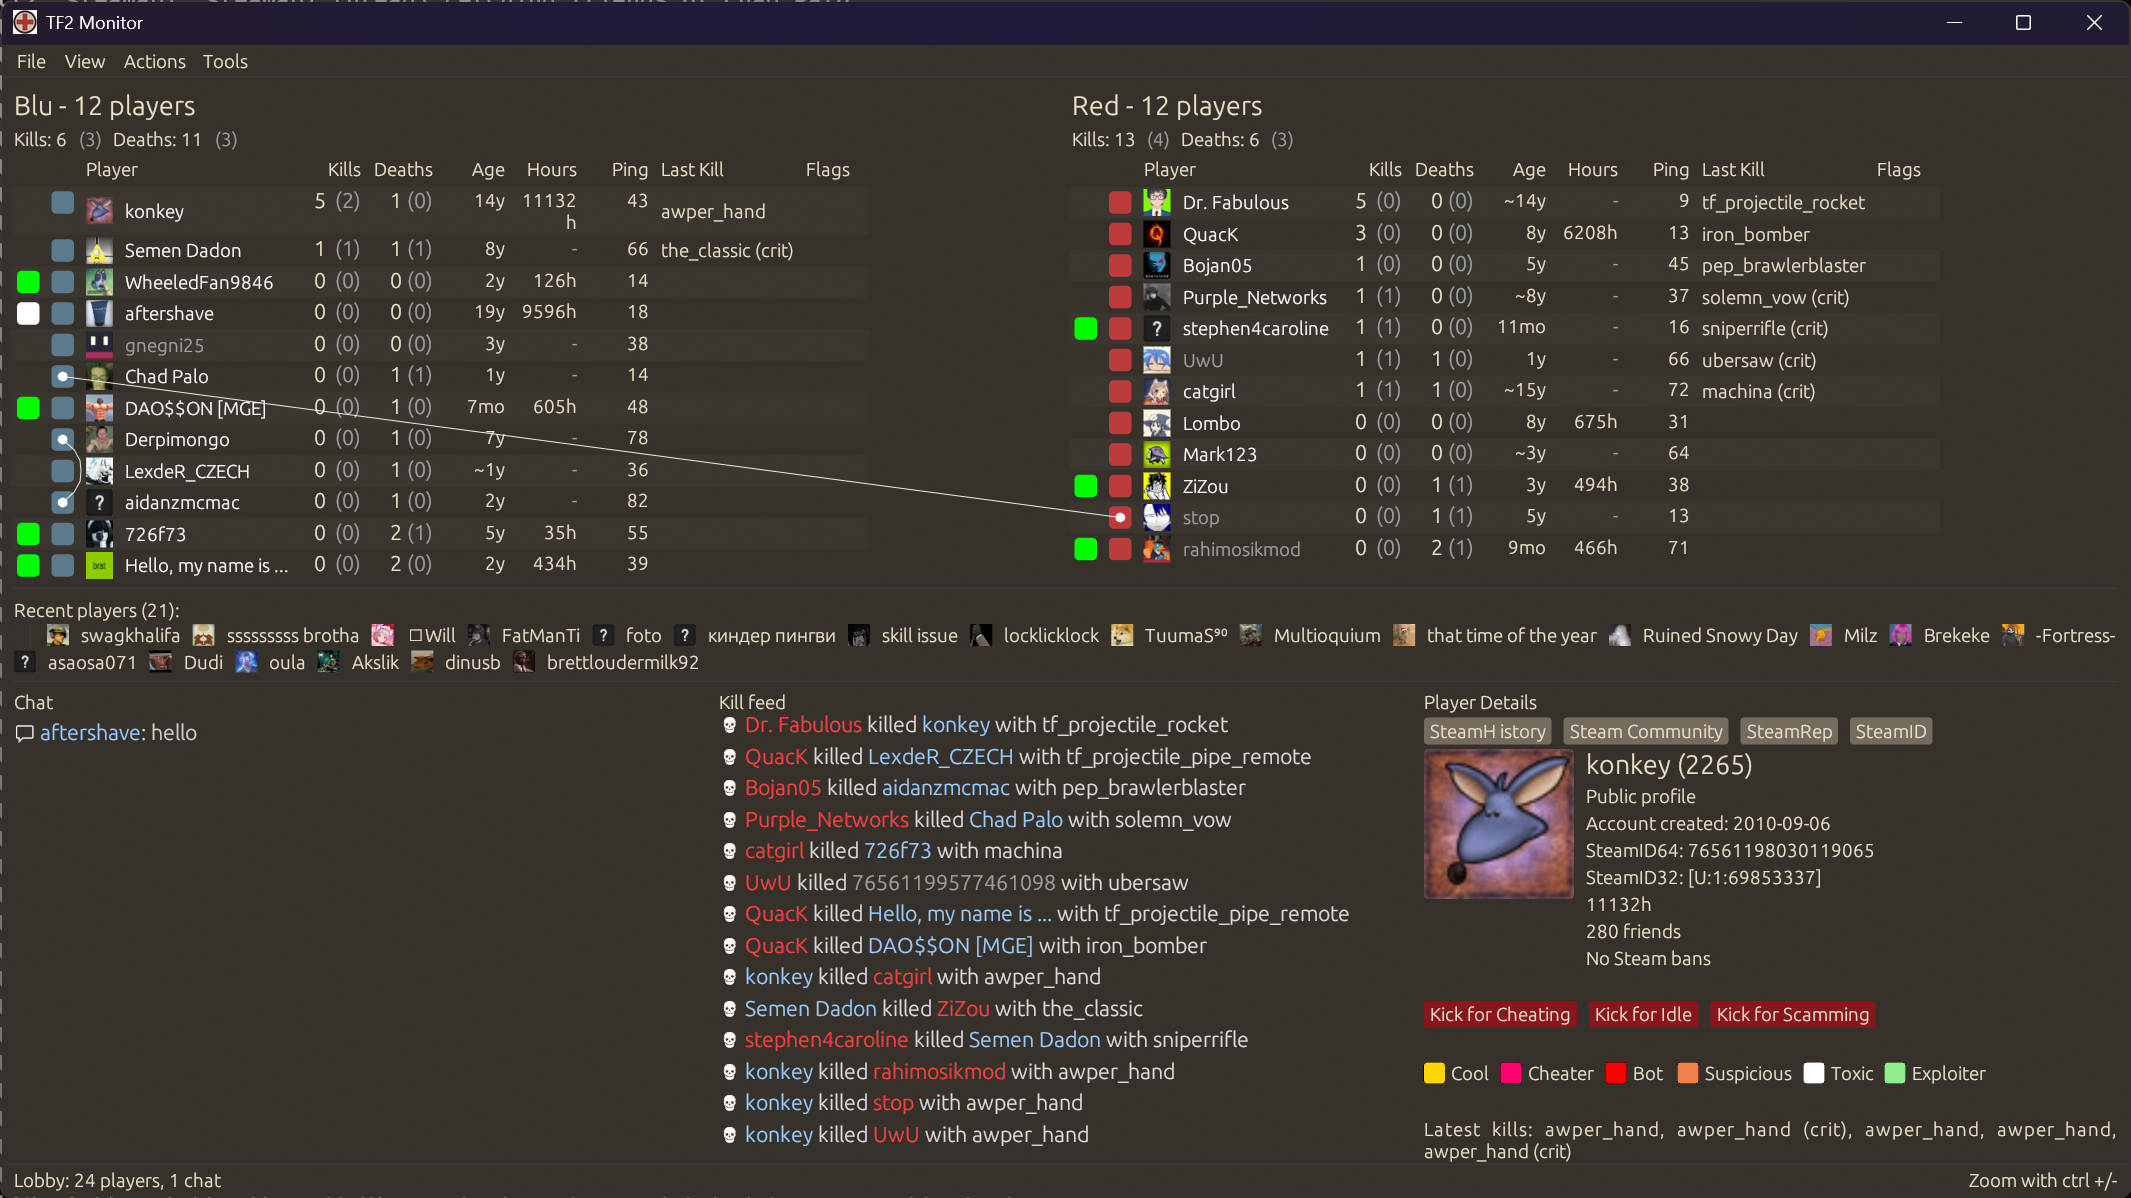 TF2 Monitor
File View Actions Tools
Blu - 12 players
Kills: 6 (3) Deaths: 11 (3)
Player Kills Deaths Age Hours Ping Last Kill Flags
konkey 5 (2) 1 (0) 14y 11132 h 43 awper_hand
Semen Dadon 1 (1) 1 (1) 8y - 66 the_classic (crit)
WheeledFan9846 0 (0) 0 (0) 2y 126h 14
aftershave 0 (0) 0 (0) 19y 9596h 18
gnegni25 0 (0) 0 (0) 3y - 38
Chad Palo 0 (0) 1 (1) 1y - 14
DAO$$ON [MGE] 0 (0) 1 (0) 7mo 605h 48
Derpimongo 0 (0) 1 (0) 7y - 78
LexdeR_CZECH 0 (0) 1 (0) ~1y - 36
? aidanzmcmac 0 (0) 1 (0) 2y - 82
726f73 0 (0) 2 (1) 5y 35h 55
brat Hello, my name is ... 0 (0) 2 (0) 2y 434h 39
Red - 12 players
Kills: 13 (4) Deaths: 6 (3)
Player Kills Deaths Age Hours Ping Last Kill Flags
Dr. Fabulous 5 (0) 0 (0) ~14y - 9 tf_projectile_rocket
QuacK 3 (0) 0 (0) 8y 6208h 13 iron_bomber
Bojan05 1 (0) 0 (0) 5y - 45 pep_brawlerblaster
Purple_Networks 1 (1) 0 (0) ~8y - 37 solemn_vow (crit)
? stephen4caroline 1 (1) 0 (0) 11mo - 16 sniperrifle (crit)
UwU 1 (1) 1 (0) 1y - 66 ubersaw (crit)
catgirl 1 (1) 1 (0) ~15y - 72 machina (crit)
Lombo 0 (0) 0 (0) 8y 675h 31
Mark123 0 (0) 0 (0) ~3y - 64
ZiZou 0 (0) 1 (1) 3y 494h 38
stop 0 (0) 1 (1) 5y - 13
rahimosikmod 0 (0) 2 (1) 9mo 466h 71
Recent players (21):
swagkhalifa sssssssss brotha □Will FatManTi ? foto ? киндер пингви skill issue locklicklock TuumaS⁹⁰ Multioquium that time of the year Ruined Snowy Day Milz Brekeke -Fortress-
? asaosa071 Dudi oula Akslik dinusb brettloudermilk92
Chat
aftershave: hello
Kill feed
Dr. Fabulous killed konkey with tf_projectile_rocket
QuacK killed LexdeR_CZECH with tf_projectile_pipe_remote
Bojan05 killed aidanzmcmac with pep_brawlerblaster
Purple_Networks killed Chad Palo with solemn_vow
catgirl killed 726f73 with machina
UwU killed 76561199577461098 with ubersaw
QuacK killed Hello, my name is ... with tf_projectile_pipe_remote
QuacK killed DAO$$ON [MGE] with iron_bomber
konkey killed catgirl with awper_hand
Semen Dadon killed ZiZou with the_classic
stephen4caroline killed Semen Dadon with sniperrifle
konkey killed rahimosikmod with awper_hand
konkey killed stop with awper_hand
konkey killed UwU with awper_hand
Player Details
SteamH istory Steam Community SteamRep SteamID
konkey (2265)
Public profile
Account created: 2010-09-06
SteamID64: 76561198030119065
SteamID32: [U:1:69853337]
11132h
280 friends
No Steam bans
Kick for Cheating Kick for Idle Kick for Scamming
Cool Cheater Bot Suspicious Toxic Exploiter
Latest kills: awper_hand, awper_hand (crit), awper_hand, awper_hand,
awper_hand (crit)
Lobby: 24 players, 1 chat
Zoom with ctrl +/-